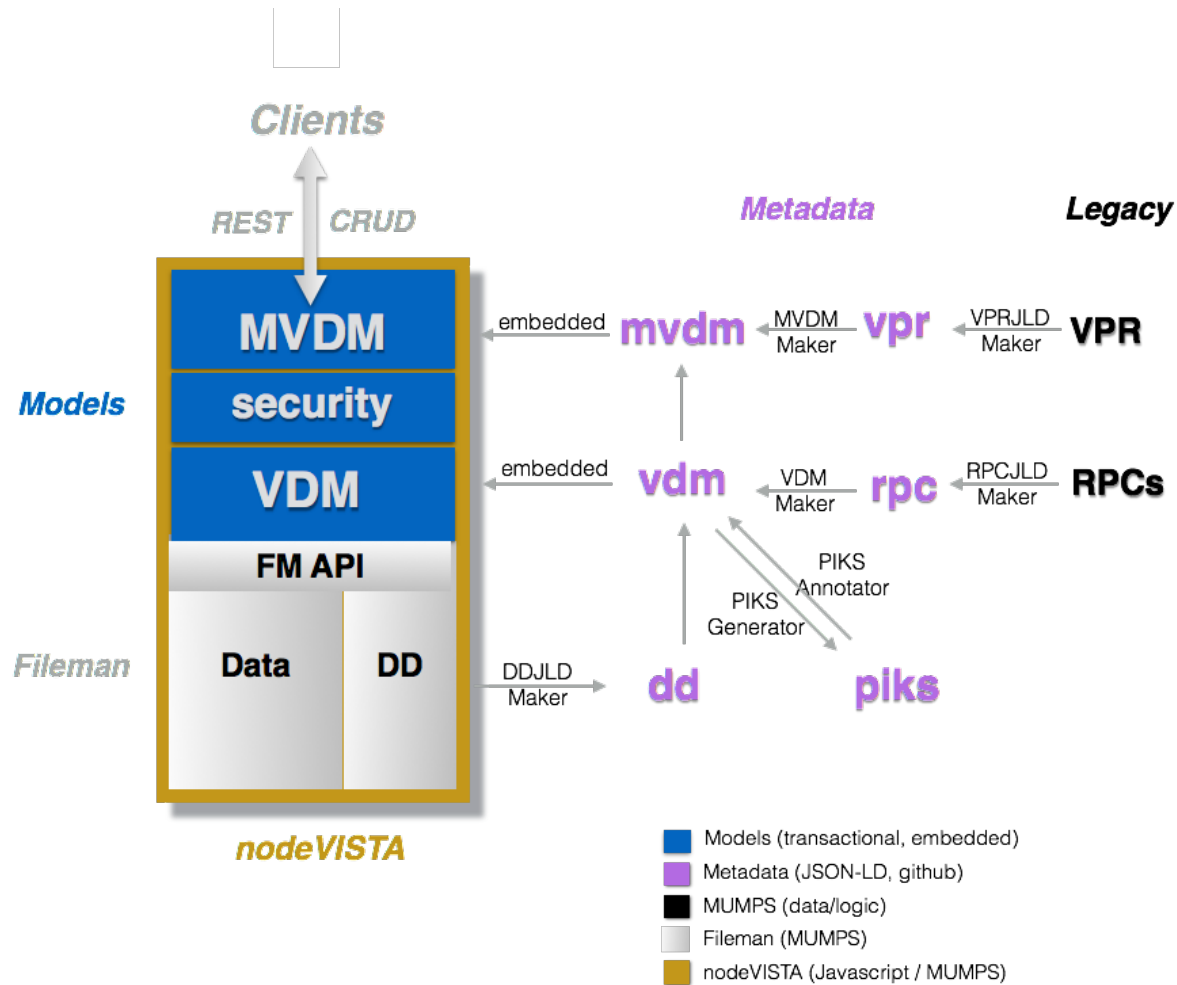 Clients
REST CRUD
Metadata Legacy
MVDM
embedded
mvdm
MVDM
Maker
vpr
VPRJLD
Maker
VPR
Models
security
VDM
embedded
vdm
VDM
Maker
rpc
RPCJLD
Maker
RPCs
FM API
PIKS
Annotator
PIKS
Generator
Fileman
Data
DD
DDJLD
Maker
dd
piks
nodeVISTA
Models (transactional, embedded)
Metadata (JSON-LD, github)
MUMPS (data/logic)
Fileman (MUMPS)
nodeVISTA (Javascript / MUMPS)